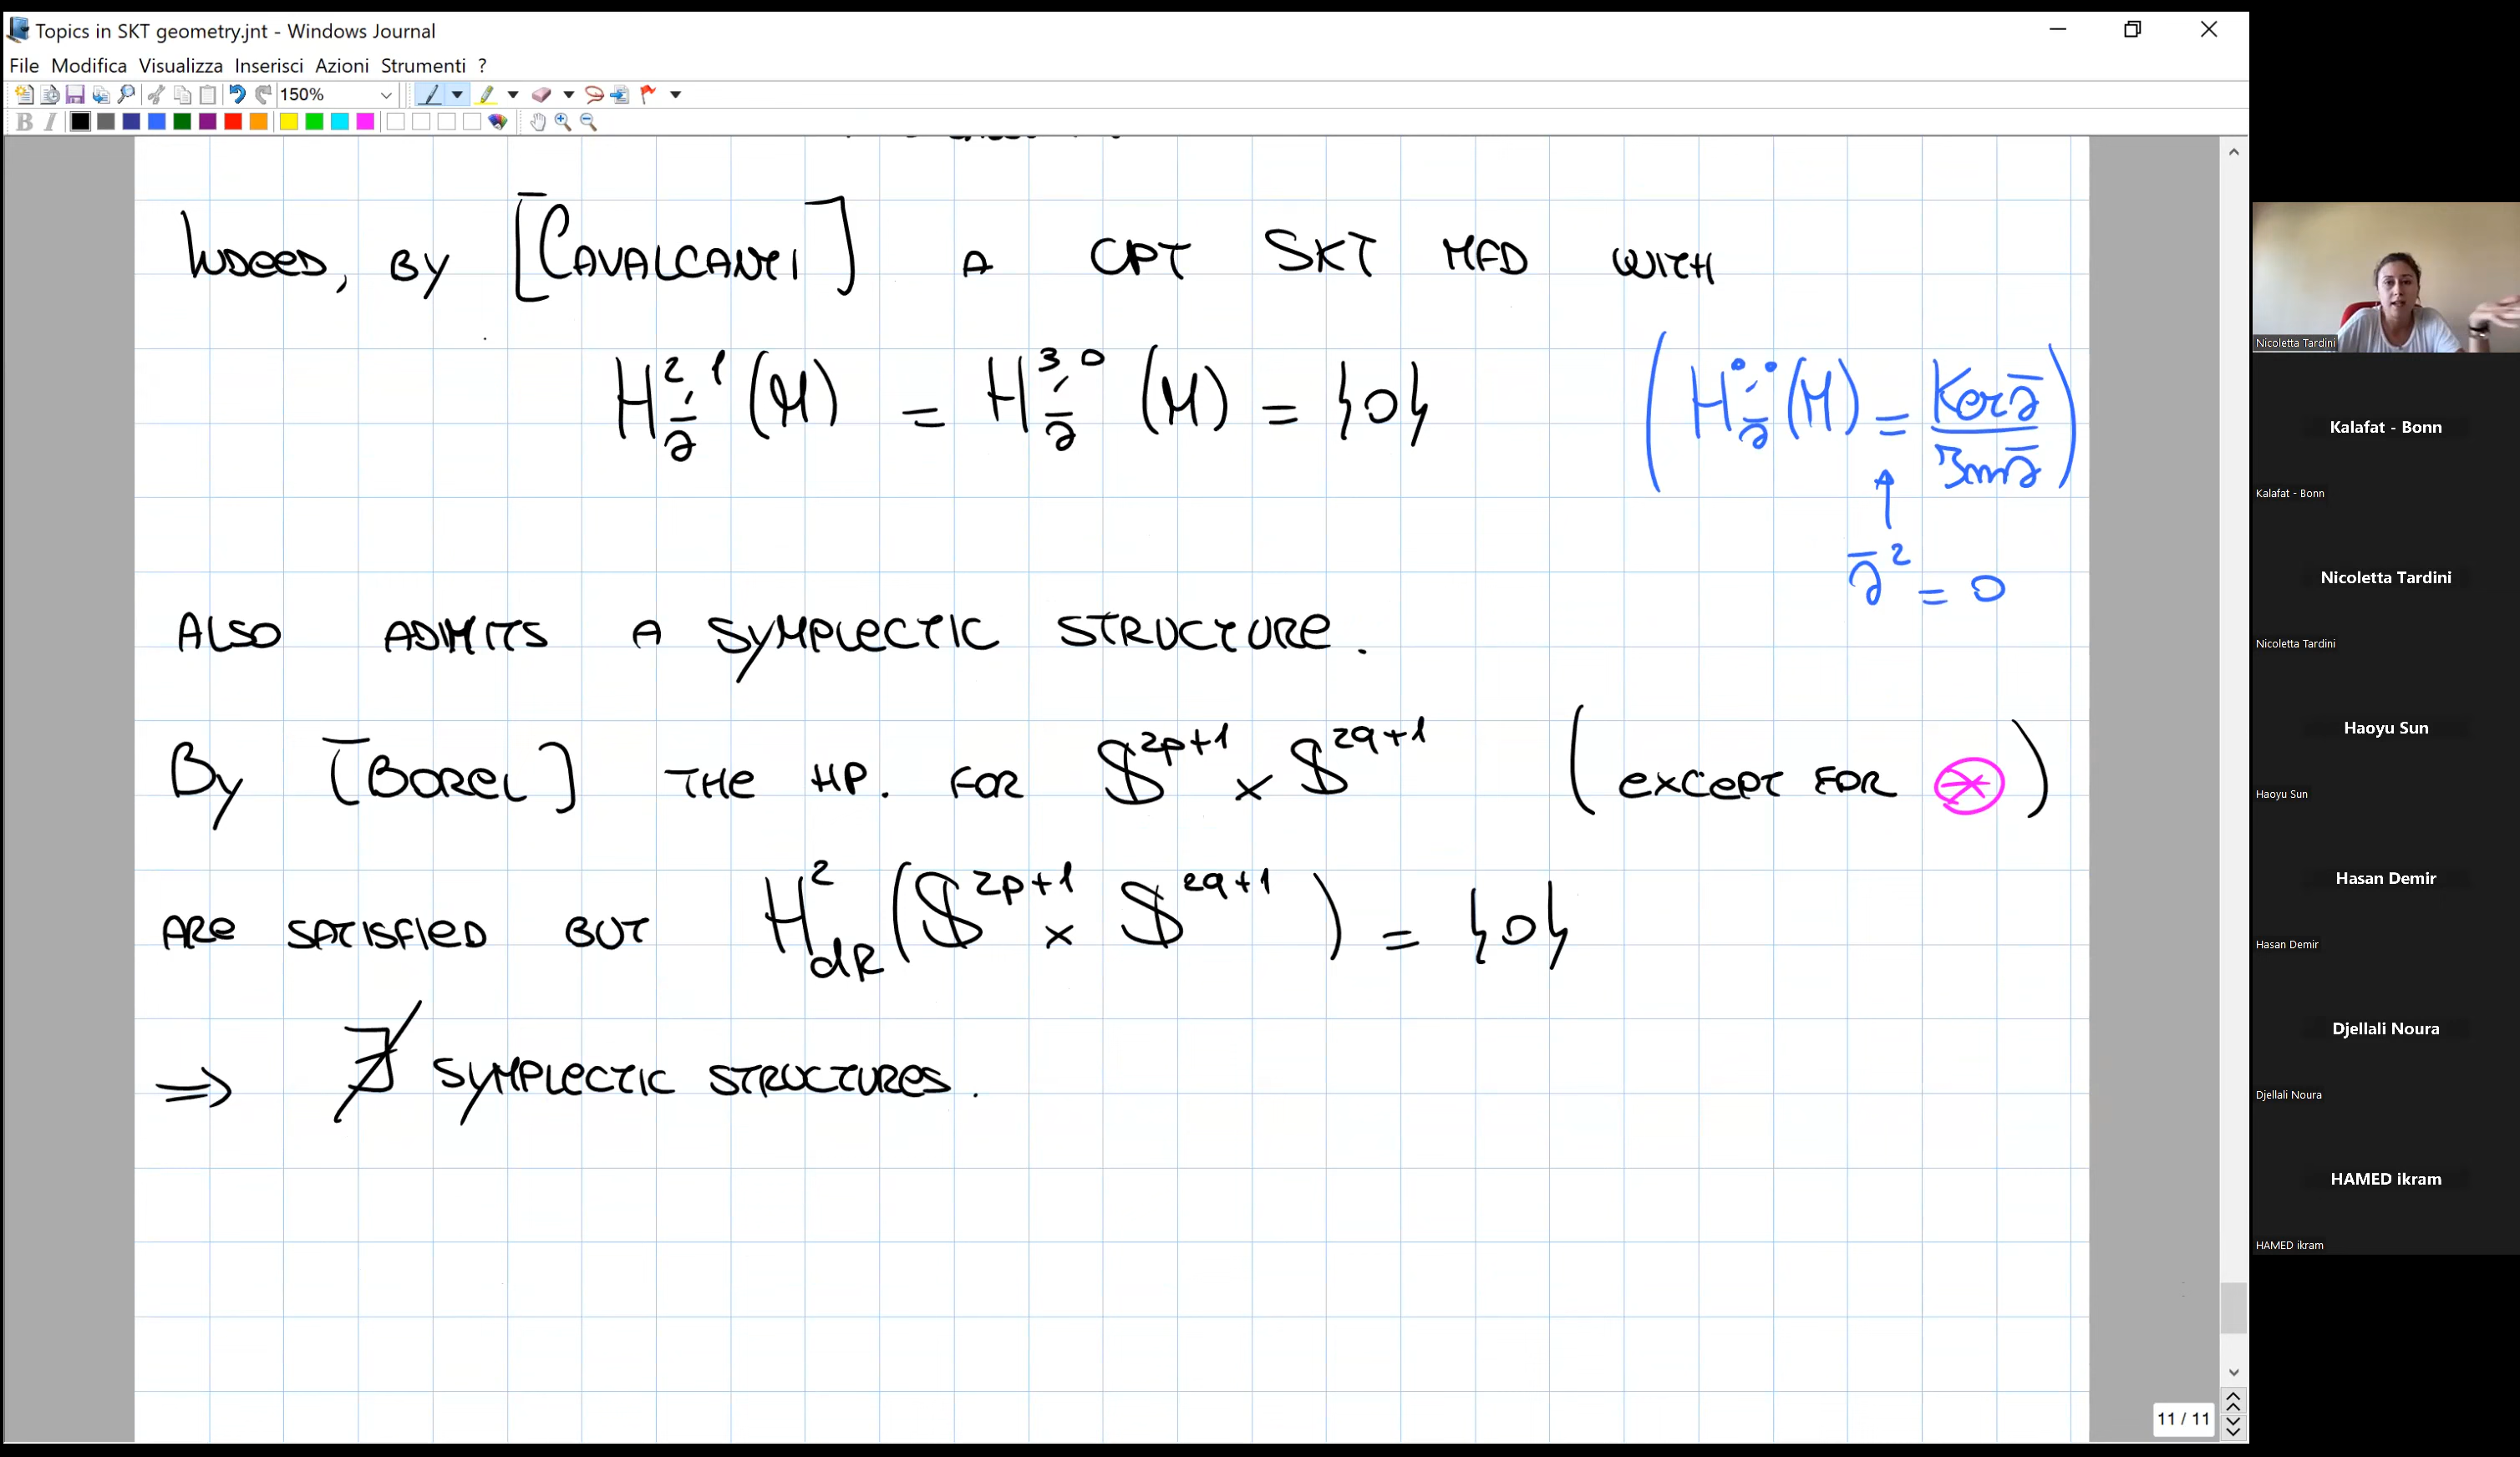 Topics in SKT geometry.jnt - Windows Journal
File Modifica Visualizza Inserisci Azioni Strumenti ?
150%
B I
INDEED, BY [CAVALCANTI] A CPT SKT MFD WITH
H^{2,1}_{∂̄}(M) = H^{3,0}_{∂̄}(M) = {0} (H^{•,•}_{∂̄}(M) = Ker ∂̄ / Im ∂̄)
↑
∂̄² = 0
ALSO ADMITS A SYMPLECTIC STRUCTURE.
BY [BOREL] THE HP. FOR S^{2p+1} × S^{2q+1} (EXCEPT FOR ⊛)
ARE SATISFIED BUT H²_{dR}(S^{2p+1} × S^{2q+1}) = {0}
⇒ ∄ SYMPLECTIC STRUCTURES.
11 / 11
Nicoletta Tardini
Kalafat - Bonn
Kalafat - Bonn
Nicoletta Tardini
Nicoletta Tardini
Haoyu Sun
Haoyu Sun
Hasan Demir
Hasan Demir
Djellali Noura
Djellali Noura
HAMED ikram
HAMED ikram